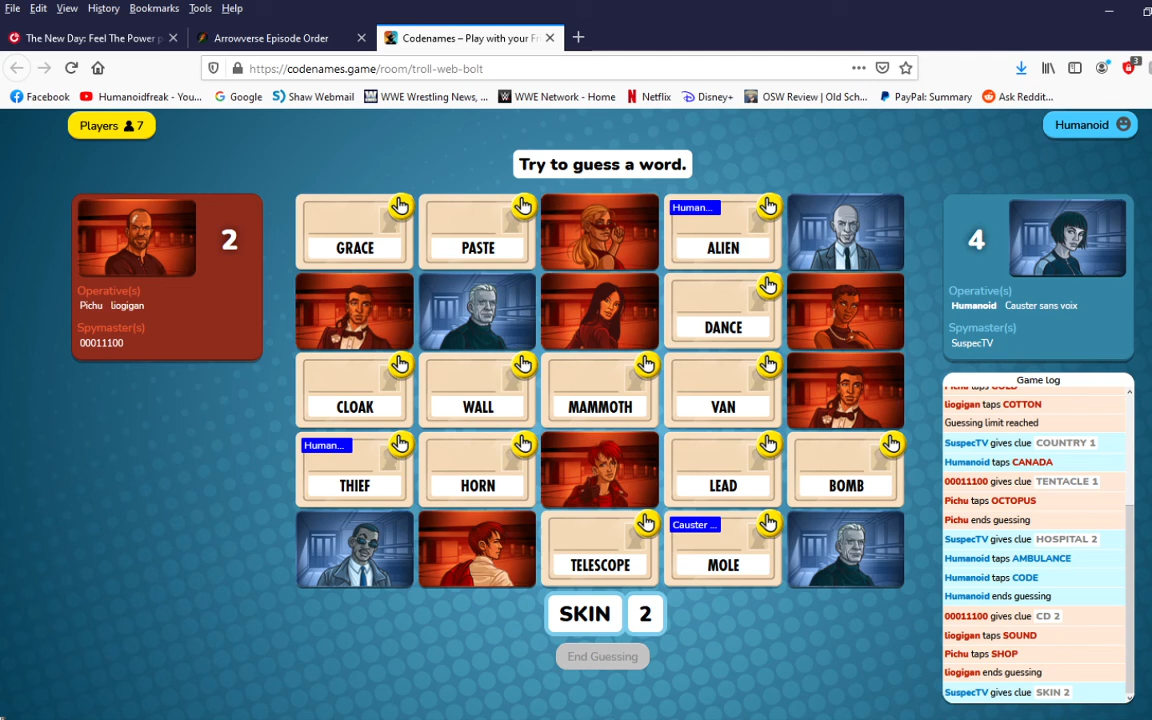 File Edit View History Bookmarks Tools Help
The New Day: Feel The Power p
Arrowverse Episode Order
Codenames – Play with your Fr
https://codenames.game/room/troll-web-bolt
3
Facebook Humanoidfreak - You... Google Shaw Webmail WWE Wrestling News, ... WWE Network - Home Netflix Disney+ OSW Review | Old Sch... PayPal: Summary Ask Reddit...
Players 7
Humanoid
Try to guess a word.
2
Operative(s)
Pichu liogigan
Spymaster(s)
00011100
GRACE
PASTE
Human...
ALIEN
DANCE
CLOAK
WALL
MAMMOTH
VAN
Human...
THIEF
HORN
LEAD
BOMB
TELESCOPE
Causter ...
MOLE
SKIN 2
End Guessing
4
Operative(s)
Humanoid Causter sans voix
Spymaster(s)
SuspecTV
Game log
Pichu taps GOLD
liogigan taps COTTON
Guessing limit reached
SuspecTV gives clue COUNTRY 1
Humanoid taps CANADA
00011100 gives clue TENTACLE 1
Pichu taps OCTOPUS
Pichu ends guessing
SuspecTV gives clue HOSPITAL 2
Humanoid taps AMBULANCE
Humanoid taps CODE
Humanoid ends guessing
00011100 gives clue CD 2
liogigan taps SOUND
Pichu taps SHOP
liogigan ends guessing
SuspecTV gives clue SKIN 2